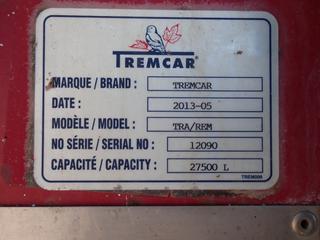 TREMCAR
MARQUE / BRAND : TREMCAR
DATE : 2013-05
MODÈLE / MODEL : TRA/REM
NO SÉRIE / SERIAL NO : 12090
CAPACITÉ / CAPACITY : 27500 L
TREM009